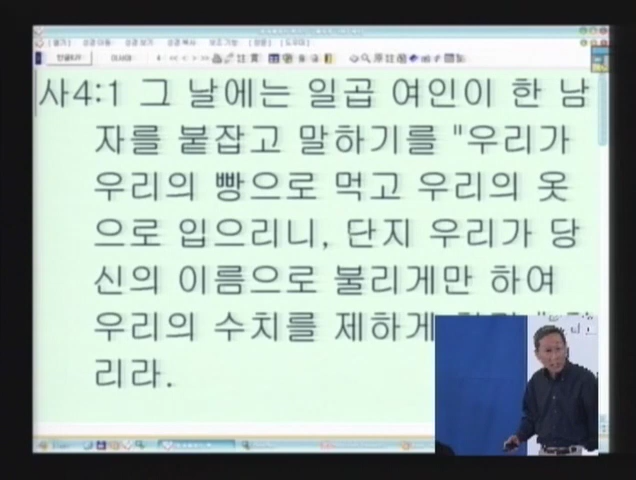 사4:1 그 날에는 일곱 여인이 한 남
자를 붙잡고 말하기를 "우리가
우리의 빵으로 먹고 우리의 옷
으로 입으리니, 단지 우리가 당
신의 이름으로 불리게만 하여
우리의 수치를 제하게
리라.